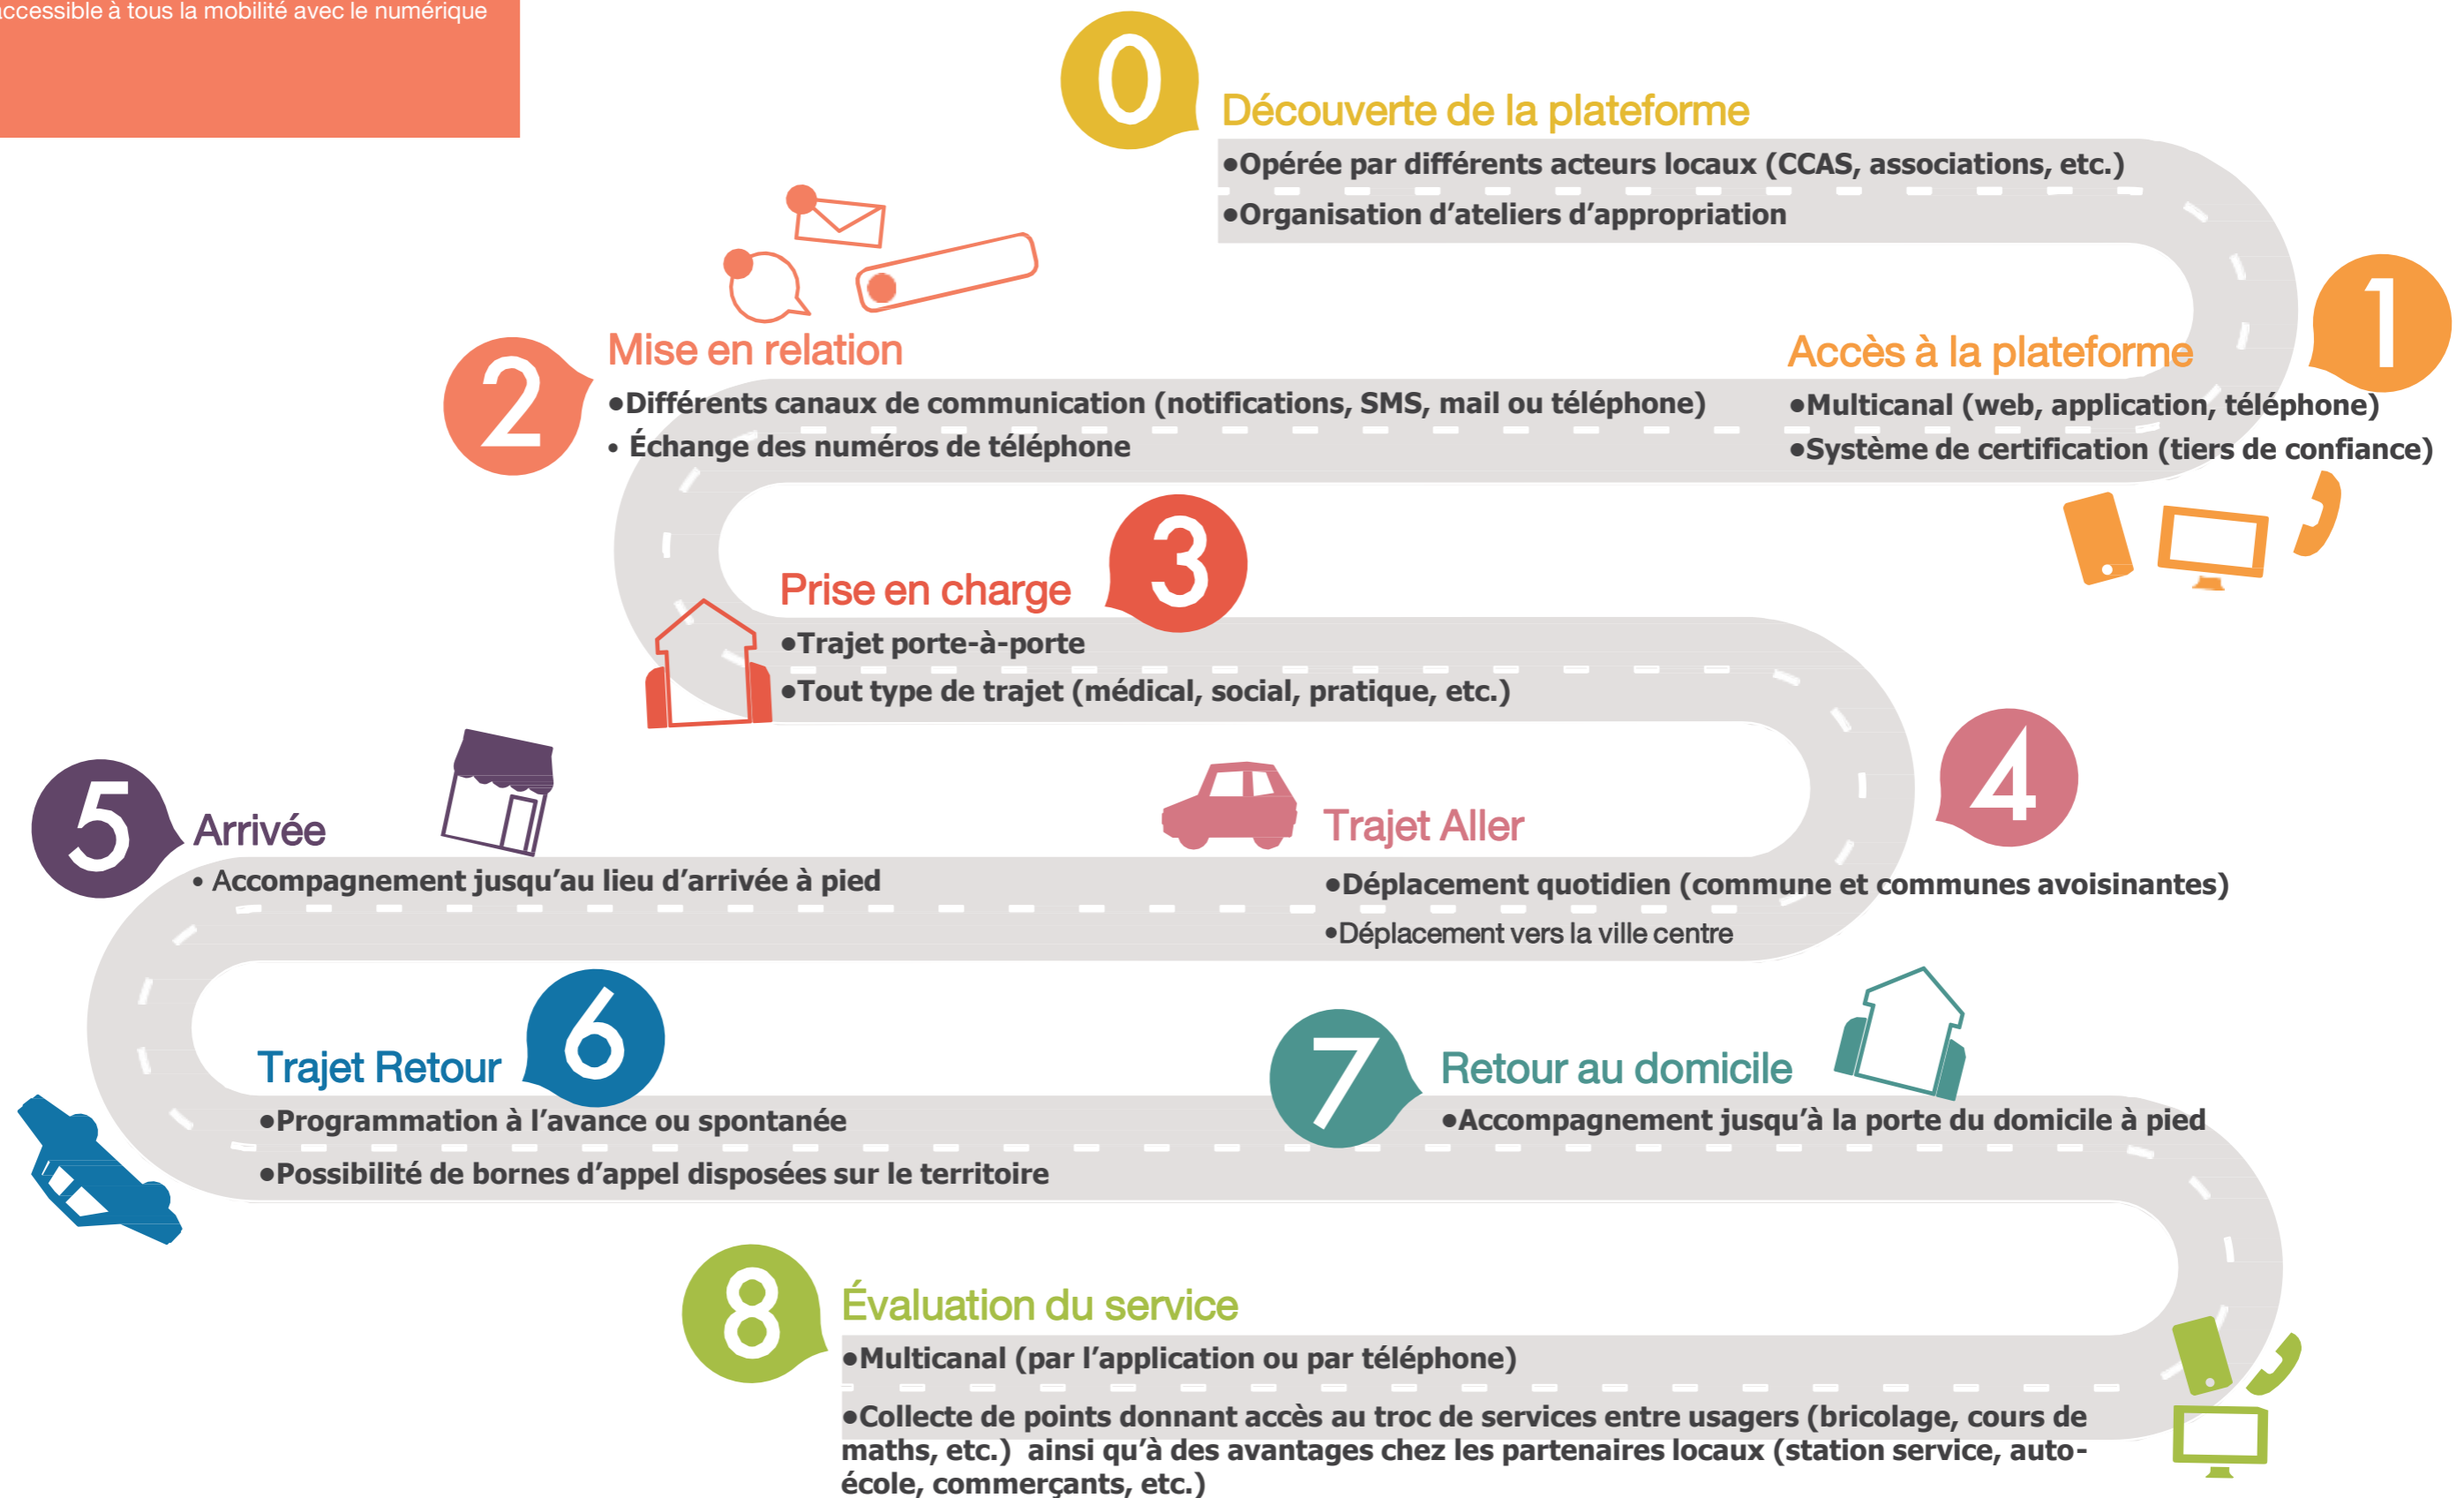 accessible à tous la mobilité avec le numérique
0
Découverte de la plateforme
•Opérée par différents acteurs locaux (CCAS, associations, etc.)
•Organisation d’ateliers d’appropriation
1
Accès à la plateforme
•Multicanal (web, application, téléphone)
•Système de certification (tiers de confiance)
2
Mise en relation
•Différents canaux de communication (notifications, SMS, mail ou téléphone)
• Échange des numéros de téléphone
3
Prise en charge
•Trajet porte-à-porte
•Tout type de trajet (médical, social, pratique, etc.)
4
Trajet Aller
•Déplacement quotidien (commune et communes avoisinantes)
•Déplacement vers la ville centre
5
Arrivée
• Accompagnement jusqu’au lieu d’arrivée à pied
6
Trajet Retour
•Programmation à l’avance ou spontanée
•Possibilité de bornes d’appel disposées sur le territoire
7
Retour au domicile
•Accompagnement jusqu’à la porte du domicile à pied
8
Évaluation du service
•Multicanal (par l’application ou par téléphone)
•Collecte de points donnant accès au troc de services entre usagers (bricolage, cours de
maths, etc.) ainsi qu’à des avantages chez les partenaires locaux (station service, auto-
école, commerçants, etc.)